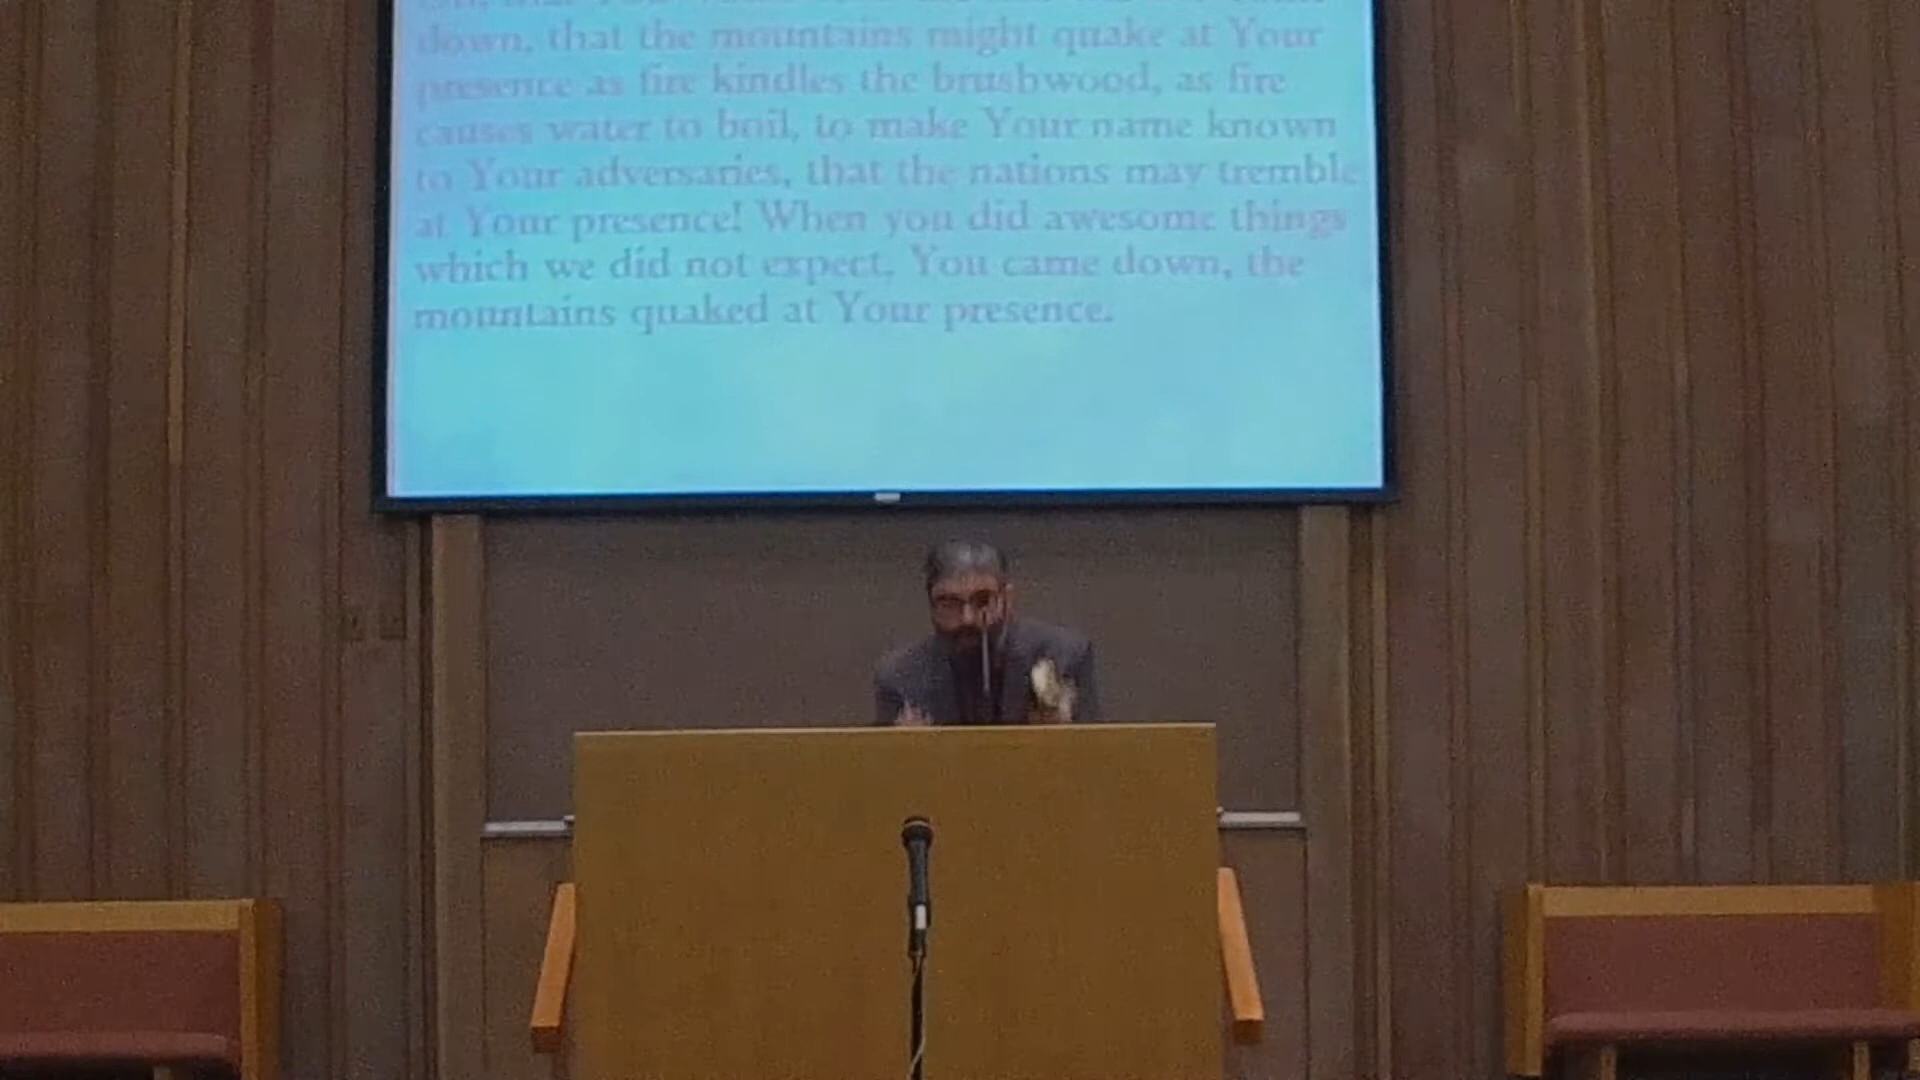 down, that the mountains might quake at Your
presence as fire kindles the brushwood, as fire
causes water to boil, to make Your name known
to Your adversaries, that the nations may tremble
at Your presence! When you did awesome things
which we did not expect, You came down, the
mountains quaked at Your presence.